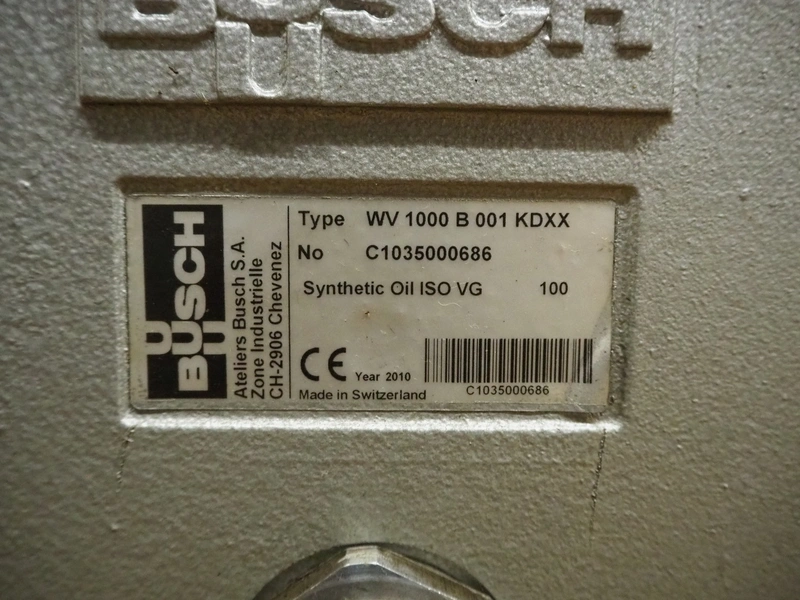 BUSCH
U
Type WV 1000 B 001 KDXX
No C1035000686
Synthetic Oil ISO VG 100
CE Year 2010
Made in Switzerland
C1035000686
U
BUSCH
U
Ateliers Busch S.A.
Zone Industrielle
CH-2906 Chevenez